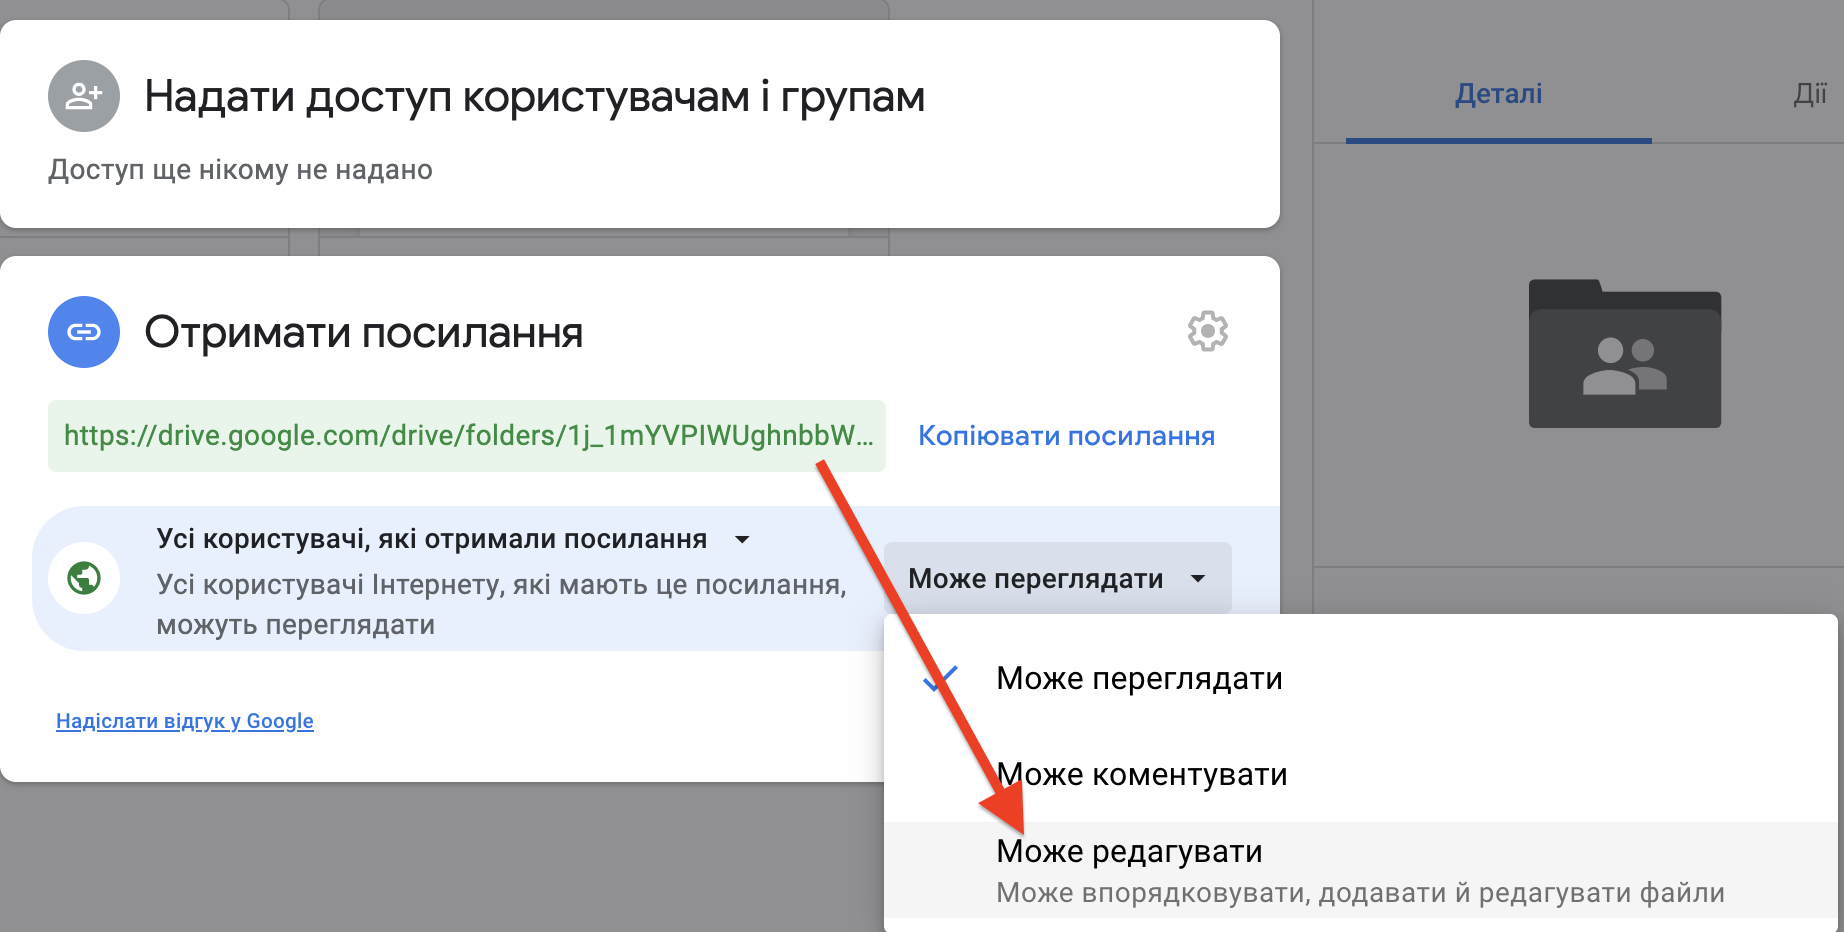 Надати доступ користувачам і групам
Доступ ще нікому не надано
Деталі
Дії
Отримати посилання
https://drive.google.com/drive/folders/1j_1mYVPIWUghnbbW...
Копіювати посилання
Усі користувачі, які отримали посилання
Усі користувачі Інтернету, які мають це посилання,
можуть переглядати
Може переглядати
Надіслати відгук у Google
Може переглядати
Може коментувати
Може редагувати
Може впорядковувати, додавати й редагувати файли